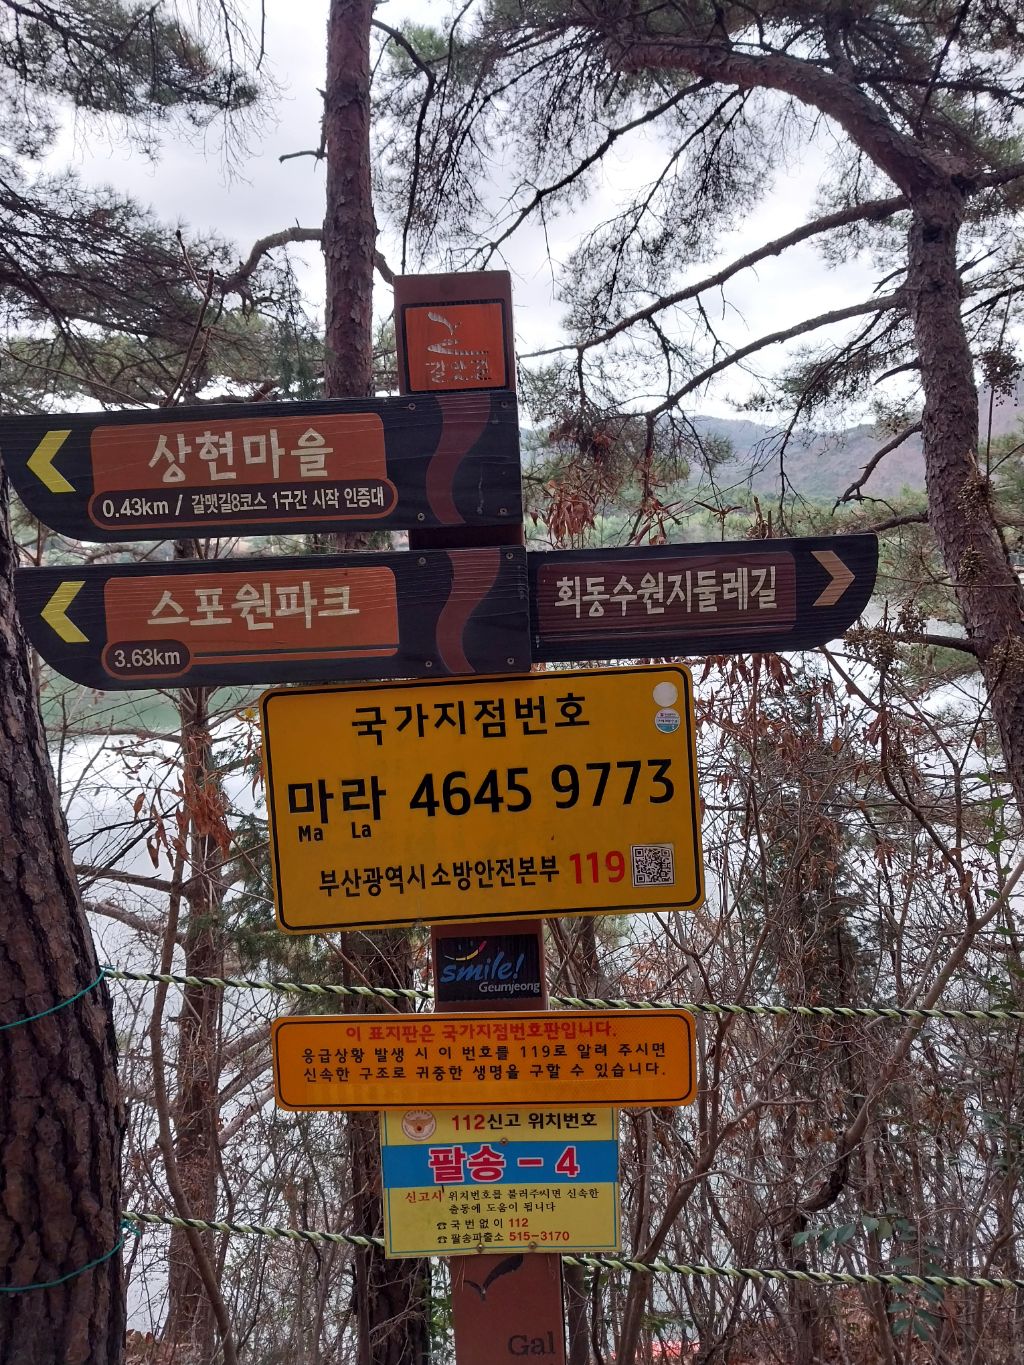 갈맷길
상현마을
0.43km / 갈맷길8코스 1구간 시작 인증대
스포원파크
3.63km
회동수원지둘레길
국가지점번호
마라 4645 9773
Ma La
부산광역시소방안전본부 119
smile!
Geumjeong
이 표지판은 국가지점번호판입니다.
응급상황 발생 시 이 번호를 119로 알려 주시면
신속한 구조로 귀중한 생명을 구할 수 있습니다.
112신고 위치번호
팔송 - 4
신고시 위치번호를 불러주시면 신속한
출동에 도움이 됩니다
☎ 국번없이 112
☎ 팔송파출소 515-3170
Gal